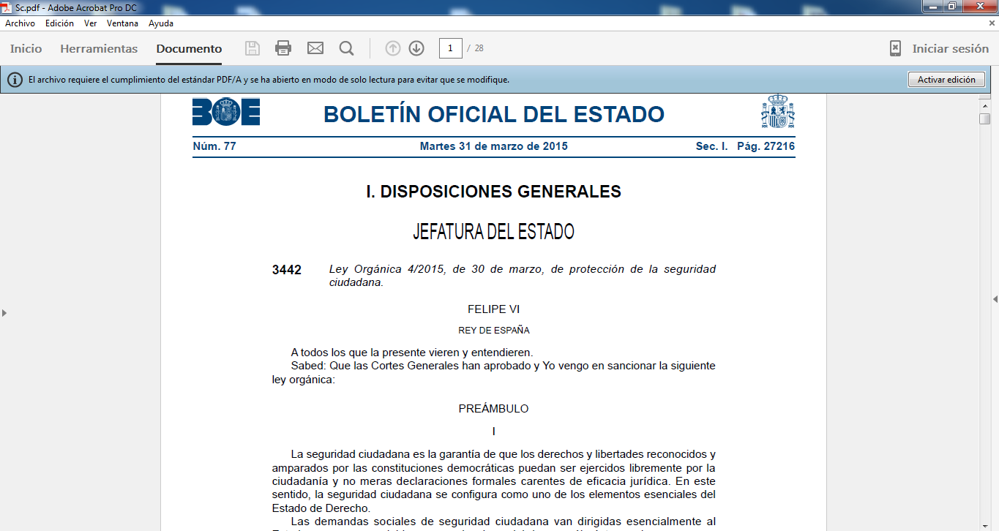 Sc.pdf - Adobe Acrobat Pro DC
Archivo Edición Ver Ventana Ayuda
Inicio Herramientas Documento 1 / 28 Iniciar sesión
El archivo requiere el cumplimiento del estándar PDF/A y se ha abierto en modo de solo lectura para evitar que se modifique. Activar edición
BOE BOLETÍN OFICIAL DEL ESTADO
Núm. 77 Martes 31 de marzo de 2015 Sec. I. Pág. 27216
I. DISPOSICIONES GENERALES
JEFATURA DEL ESTADO
3442 Ley Orgánica 4/2015, de 30 de marzo, de protección de la seguridad
ciudadana.
FELIPE VI
REY DE ESPAÑA
A todos los que la presente vieren y entendieren.
Sabed: Que las Cortes Generales han aprobado y Yo vengo en sancionar la siguiente
ley orgánica:
PREÁMBULO
I
La seguridad ciudadana es la garantía de que los derechos y libertades reconocidos y
amparados por las constituciones democráticas puedan ser ejercidos libremente por la
ciudadanía y no meras declaraciones formales carentes de eficacia jurídica. En este
sentido, la seguridad ciudadana se configura como uno de los elementos esenciales del
Estado de Derecho.
Las demandas sociales de seguridad ciudadana van dirigidas esencialmente al